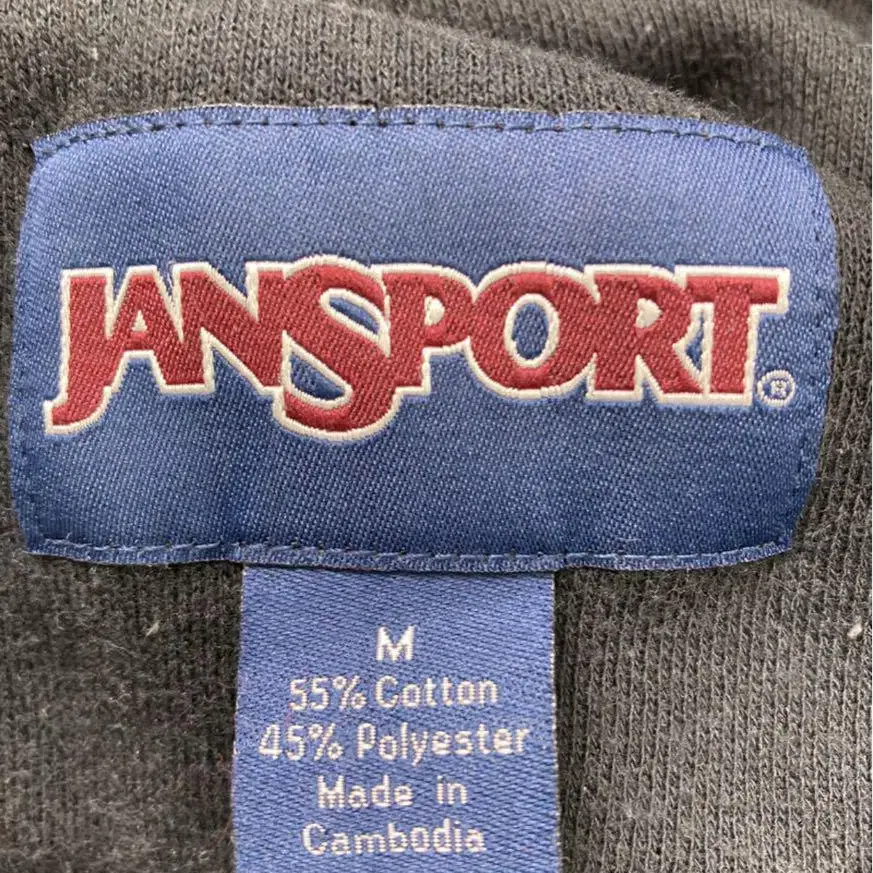 JANSPORT®
M
55% Cotton
45% Polyester
Made in
Cambodia